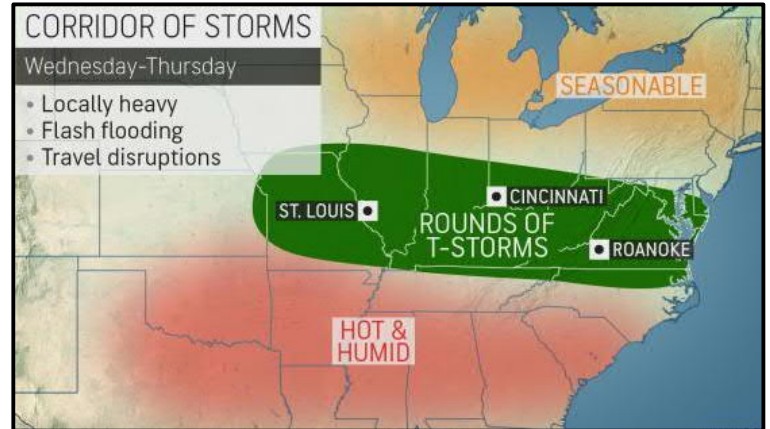 CORRIDOR OF STORMS
Wednesday-Thursday
• Locally heavy
• Flash flooding
• Travel disruptions
SEASONABLE
CINCINNATI
ST. LOUIS
ROUNDS OF
T-STORMS
ROANOKE
HOT &
HUMID